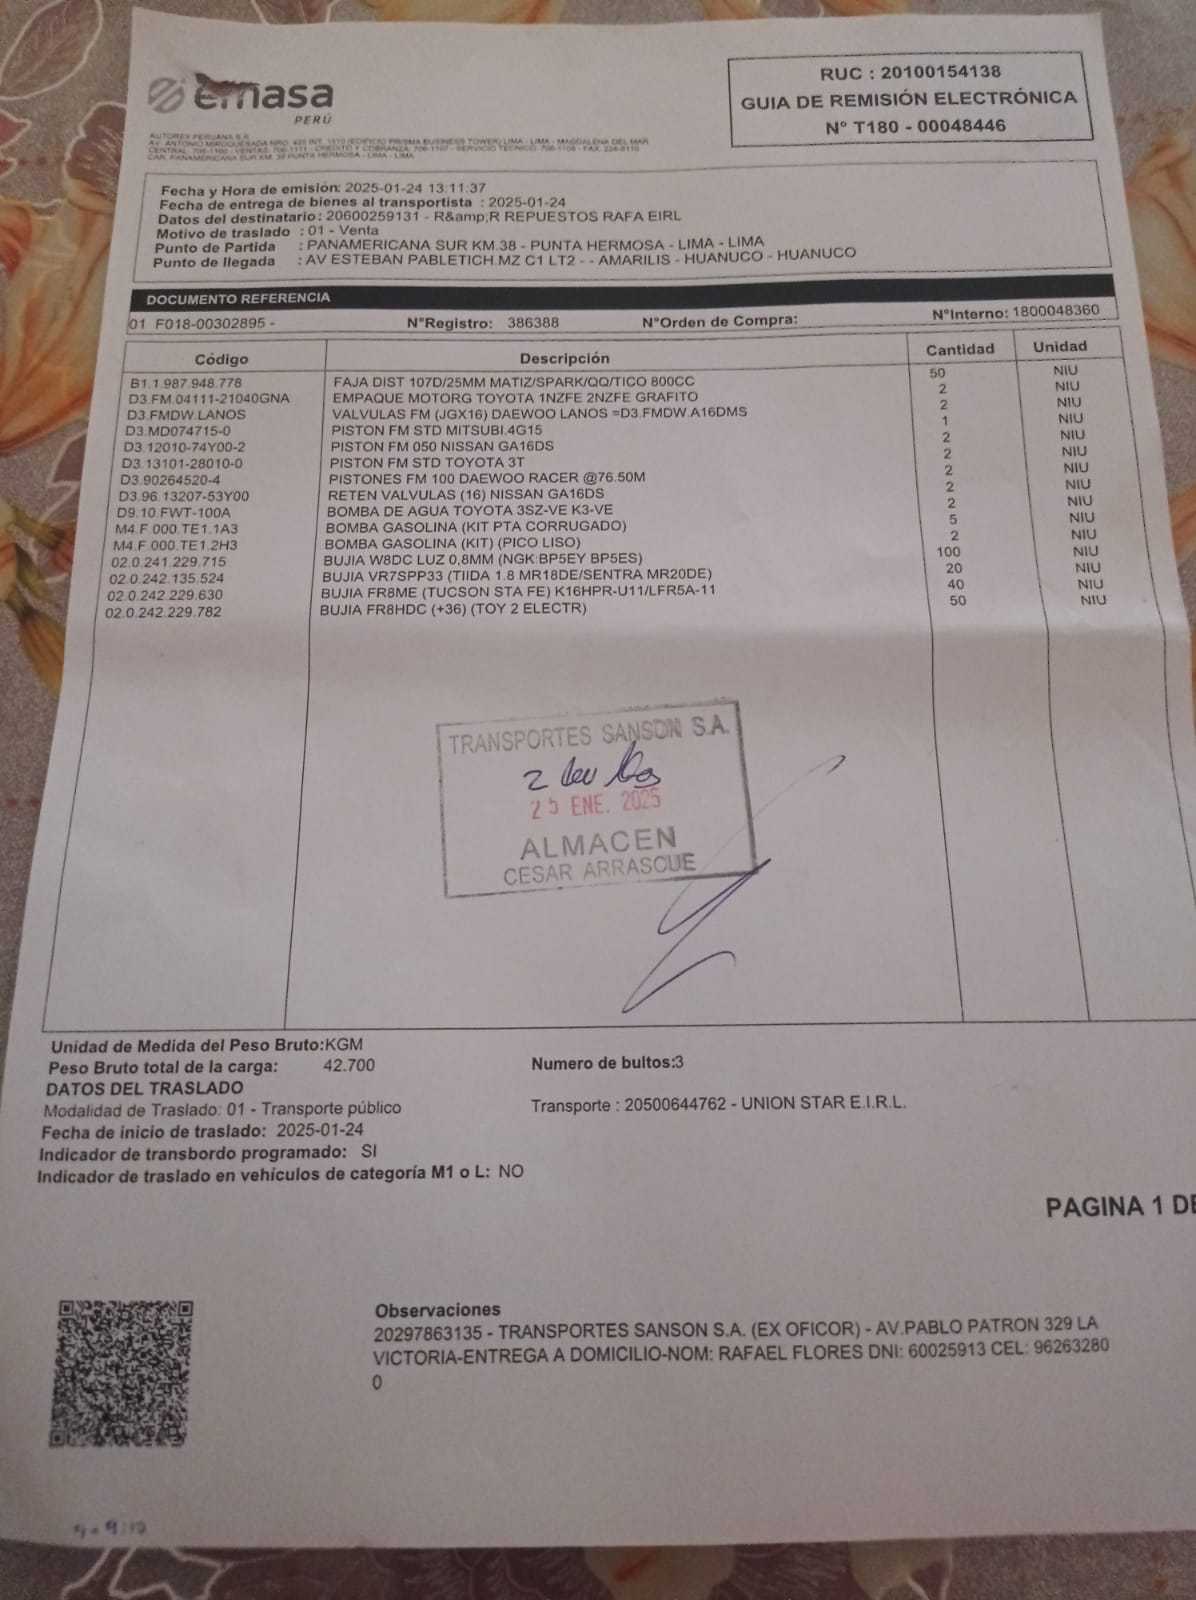 emasa
PERÚ
RUC : 20100154138
GUIA DE REMISIÓN ELECTRÓNICA
N° T180 - 00048446
AUTOREX PERUANA S.A.
Fecha y Hora de emisión: 2025-01-24 13:11:37
Fecha de entrega de bienes al transportista : 2025-01-24
Datos del destinatario : 20600259131 - R&amp;R REPUESTOS RAFA EIRL
Motivo de traslado : 01 - Venta
Punto de Partida : PANAMERICANA SUR KM.38 - PUNTA HERMOSA - LIMA - LIMA
Punto de llegada : AV ESTEBAN PABLETICH.MZ C1 LT2 - - AMARILIS - HUANUCO - HUANUCO
DOCUMENTO REFERENCIA
01 F018-00302895 - N°Registro: 386388 N°Orden de Compra: N°Interno: 1800048360
Código Descripción Cantidad Unidad
B1.1.987.948.778 FAJA DIST 107D/25MM MATIZ/SPARK/QQ/TICO 800CC 50 NIU
D3.FM.04111-21040GNA EMPAQUE MOTORG TOYOTA 1NZFE 2NZFE GRAFITO 2 NIU
D3.FMDW.LANOS VALVULAS FM (JGX16) DAEWOO LANOS =D3.FMDW.A16DMS 2 NIU
D3.MD074715-0 PISTON FM STD MITSUBI.4G15 1 NIU
D3.12010-74Y00-2 PISTON FM 050 NISSAN GA16DS 2 NIU
D3.13101-28010-0 PISTON FM STD TOYOTA 3T 2 NIU
D3.90264520-4 PISTONES FM 100 DAEWOO RACER @76.50M 2 NIU
D3.96.13207-53Y00 RETEN VALVULAS (16) NISSAN GA16DS 2 NIU
D9.10.FWT-100A BOMBA DE AGUA TOYOTA 3SZ-VE K3-VE 2 NIU
M4.F.000.TE1.1A3 BOMBA GASOLINA (KIT PTA CORRUGADO) 5 NIU
M4.F.000.TE1.2H3 BOMBA GASOLINA (KIT) (PICO LISO) 2 NIU
02.0.241.229.715 BUJIA W8DC LUZ 0,8MM (NGK:BP5EY BP5ES) 100 NIU
02.0.242.135.524 BUJIA VR7SPP33 (TIIDA 1.8 MR18DE/SENTRA MR20DE) 20 NIU
02.0.242.229.630 BUJIA FR8ME (TUCSON STA FE) K16HPR-U11/LFR5A-11 40 NIU
02.0.242.229.782 BUJIA FR8HDC (+36) (TOY 2 ELECTR) 50 NIU
TRANSPORTES SANSON S.A.
2
25 ENE. 2025
ALMACEN
CESAR ARRASCUE
Unidad de Medida del Peso Bruto:KGM
Peso Bruto total de la carga: 42.700 Numero de bultos:3
DATOS DEL TRASLADO
Modalidad de Traslado: 01 - Transporte público Transporte : 20500644762 - UNION STAR E.I.R.L.
Fecha de inicio de traslado: 2025-01-24
Indicador de transbordo programado: SI
Indicador de traslado en vehículos de categoría M1 o L: NO
PAGINA 1 DE
Observaciones
20297863135 - TRANSPORTES SANSON S.A. (EX OFICOR) - AV.PABLO PATRON 329 LA
VICTORIA-ENTREGA A DOMICILIO-NOM: RAFAEL FLORES DNI: 60025913 CEL: 96263280
0